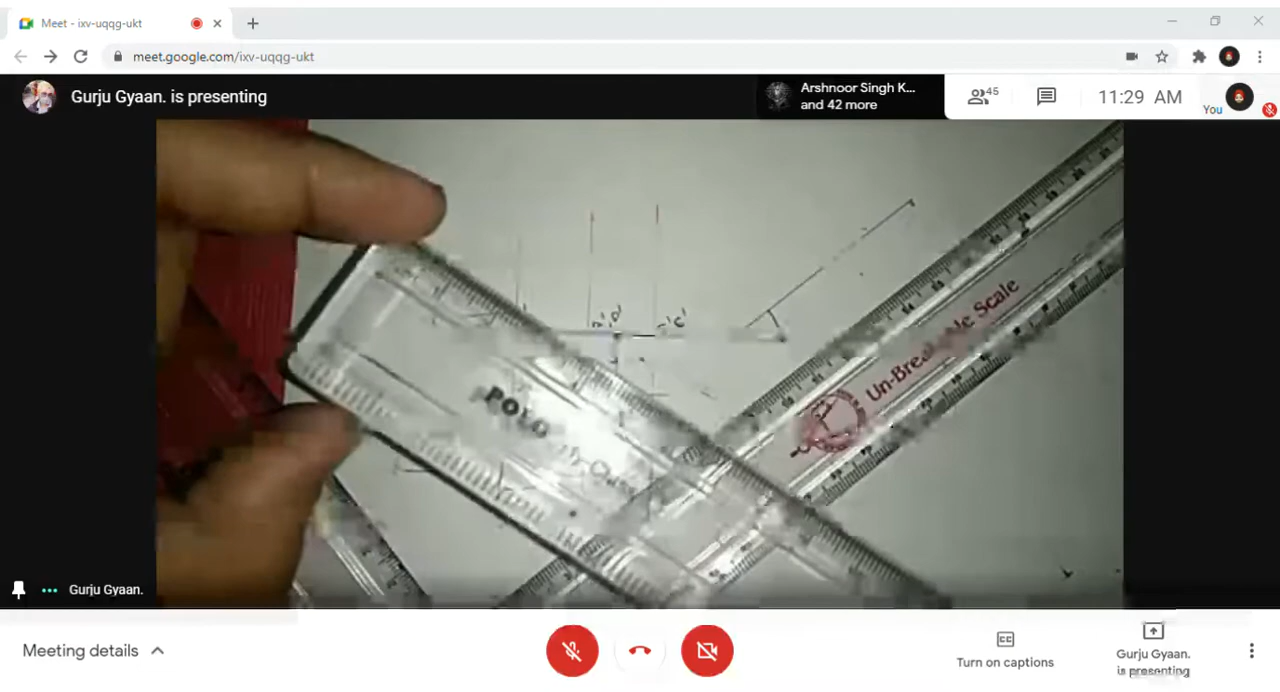 Meet - ixv-uqqg-ukt
meet.google.com/ixv-uqqg-ukt
Gurju Gyaan. is presenting
Arshnoor Singh K...
and 42 more
45
11:29 AM
You
Un-Breakable Scale
POLO
Gurju Gyaan.
Meeting details
CC
Turn on captions
Gurju Gyaan.
is presenting